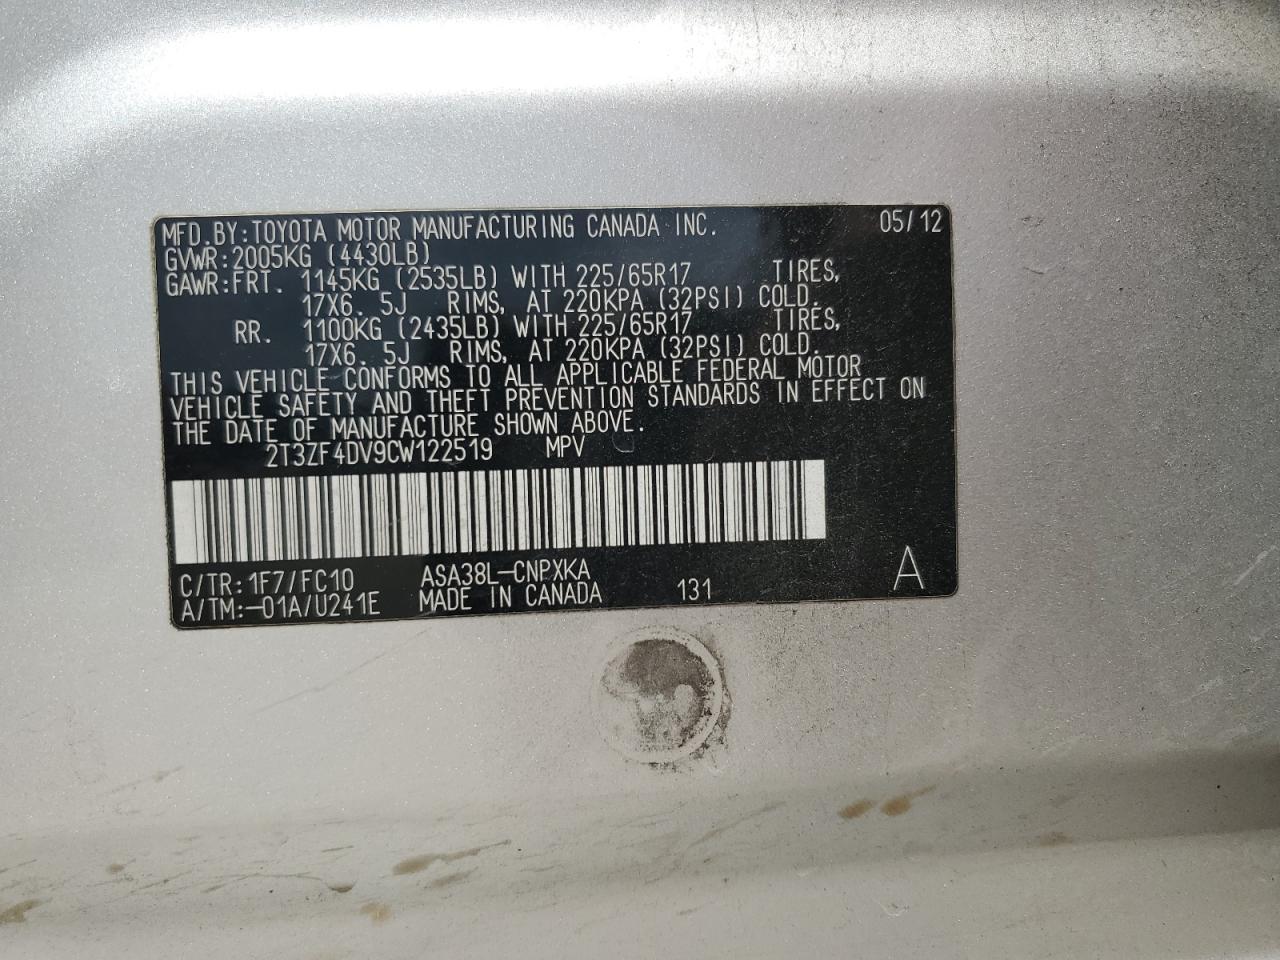 MFD.BY:TOYOTA MOTOR MANUFACTURING CANADA INC. 05/12
GVWR:2005KG (4430LB)
GAWR:FRT. 1145KG (2535LB) WITH 225/65R17 TIRES,
17X6. 5J RIMS, AT 220KPA (32PSI) COLD.
RR. 1100KG (2435LB) WITH 225/65R17 TIRES,
17X6. 5J RIMS, AT 220KPA (32PSI) COLD.
THIS VEHICLE CONFORMS TO ALL APPLICABLE FEDERAL MOTOR
VEHICLE SAFETY AND THEFT PREVENTION STANDARDS IN EFFECT ON
THE DATE OF MANUFACTURE SHOWN ABOVE.
2T3ZF4DV9CW122519 MPV
C/TR:1F7/FC10 ASA38L-CNPXKA A
A/TM:-01A/U241E MADE IN CANADA 131